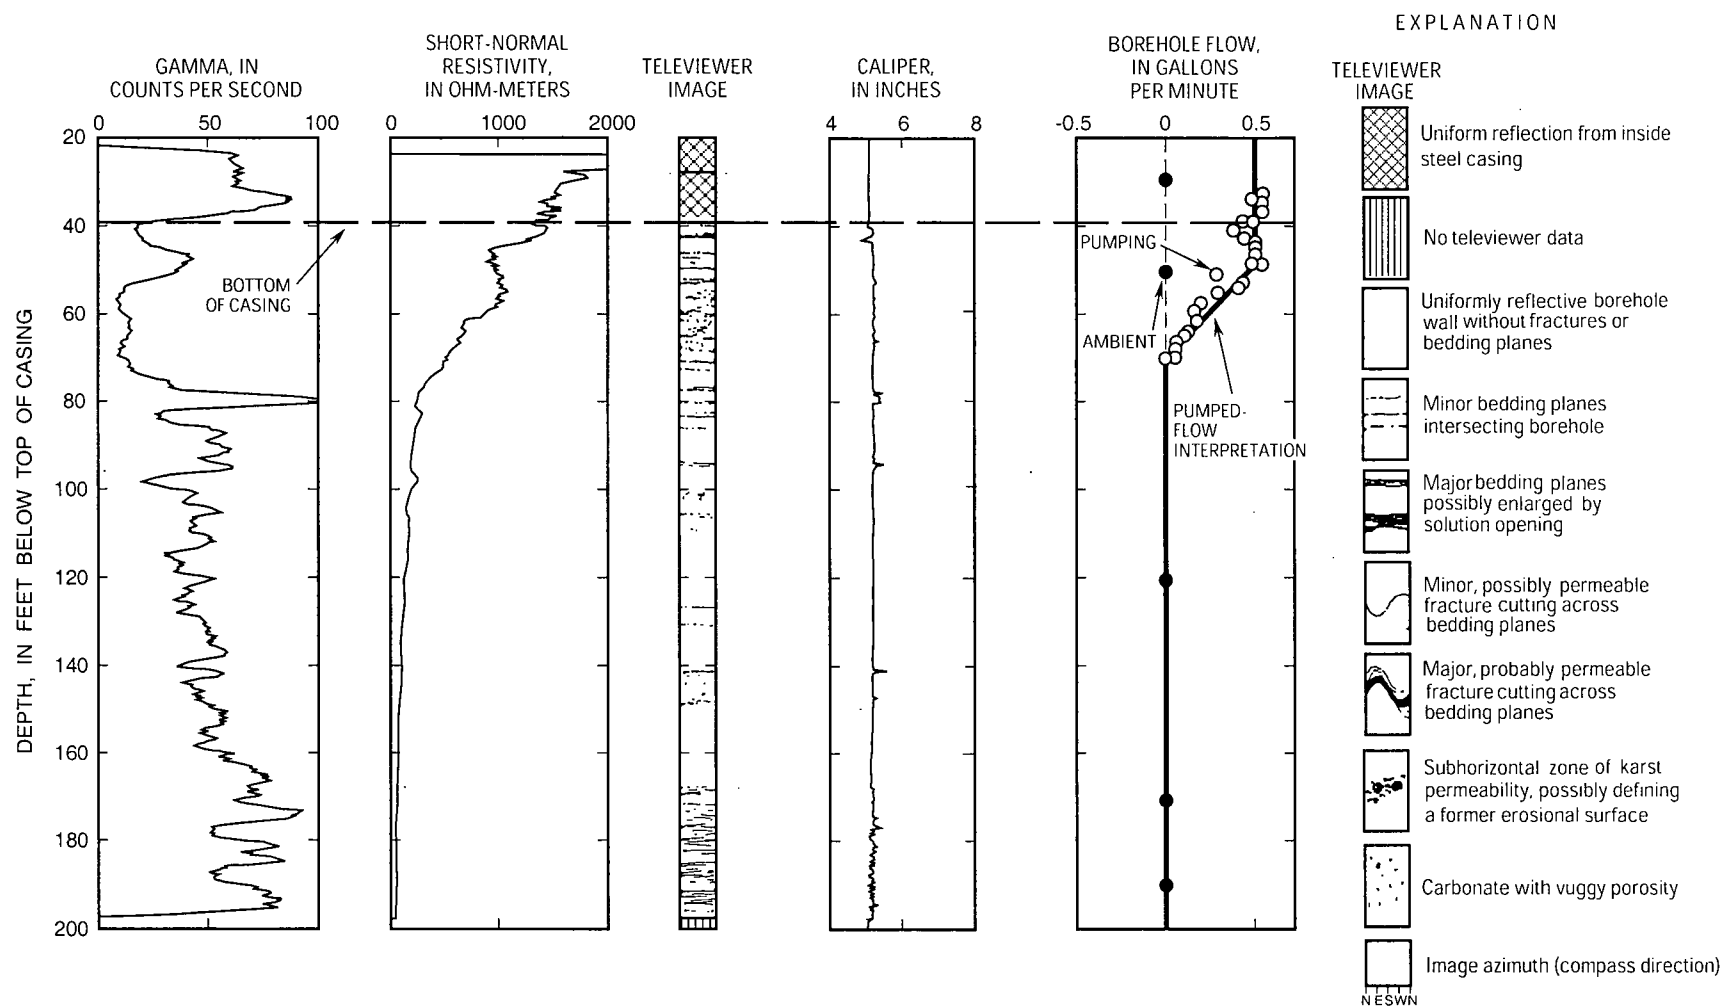 EXPLANATION
GAMMA, IN
COUNTS PER SECOND
SHORT-NORMAL
RESISTIVITY,
IN OHM-METERS
TELEVIEWER
IMAGE
CALIPER,
IN INCHES
BOREHOLE FLOW,
IN GALLONS
PER MINUTE
TELEVIEWER
IMAGE
0 50 100
0 1000 2000
4 6 8
-0.5 0 0.5
DEPTH, IN FEET BELOW TOP OF CASING
20
40
60
80
100
120
140
160
180
200
BOTTOM
OF CASING
PUMPING
AMBIENT
PUMPED-
FLOW
INTERPRETATION
Uniform reflection from inside
steel casing
No televiewer data
Uniformly reflective borehole
wall without fractures or
bedding planes
Minor bedding planes
intersecting borehole
Major bedding planes
possibly enlarged by
solution opening
Minor, possibly permeable
fracture cutting across
bedding planes
Major, probably permeable
fracture cutting across
bedding planes
Subhorizontal zone of karst
permeability, possibly defining
a former erosional surface
Carbonate with vuggy porosity
Image azimuth (compass direction)
N E S W N